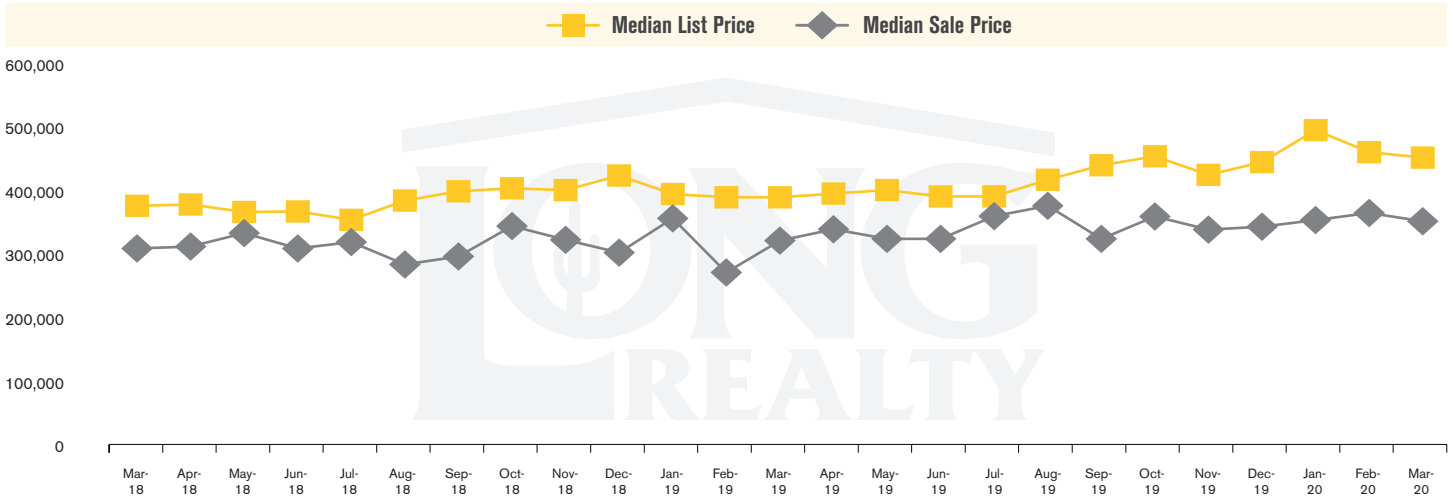 Median List Price Median Sale Price
600,000
500,000
400,000
300,000
200,000
100,000
0
LONG
REALTY
Mar- Apr- May- Jun- Jul- Aug- Sep- Oct- Nov- Dec- Jan- Feb- Mar- Apr- May- Jun- Jul- Aug- Sep- Oct- Nov- Dec- Jan- Feb- Mar-
18 18 18 18 18 18 18 18 18 18 19 19 19 19 19 19 19 19 19 19 19 19 20 20 20